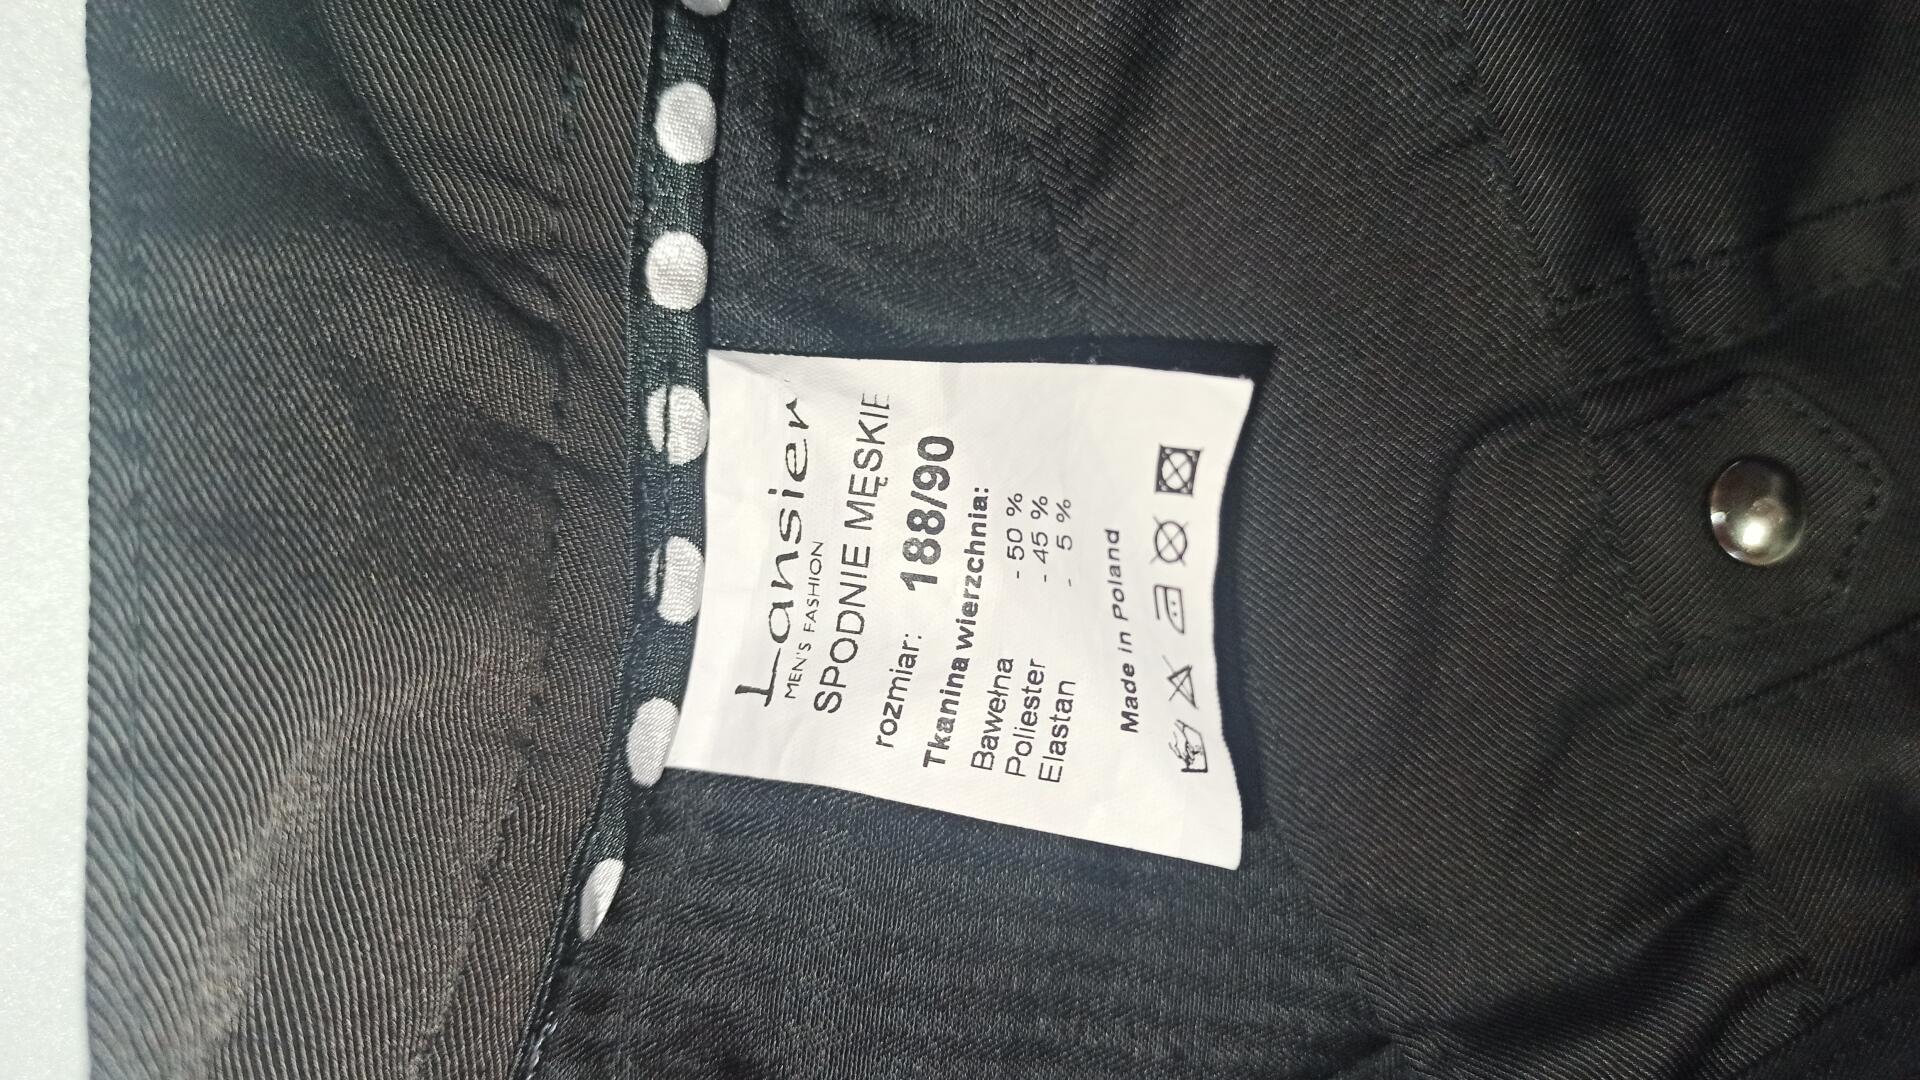 Lansier
MEN'S FASHION
SPODNIE MĘSKIE
rozmiar: 188/90
Tkanina wierzchnia:
Bawełna - 50 %
Poliester - 45 %
Elastan - 5 %
Made in Poland